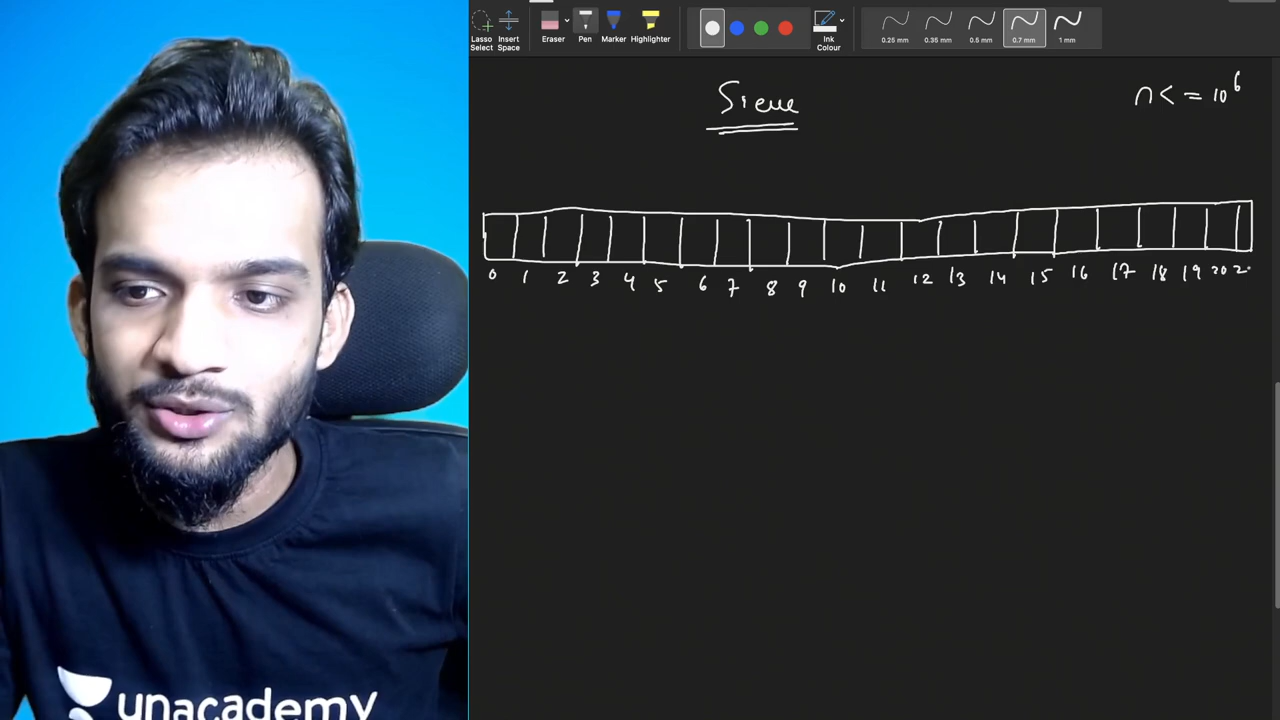 Lasso Select
Insert Space
Eraser
Pen
Marker
Highlighter
Ink Colour
0.25 mm
0.35 mm
0.5 mm
0.7 mm
1 mm
Sieve
n<=10^6
0 1 2 3 4 5 6 7 8 9 10 11 12 13 14 15 16 17 18 19 20
unacademy